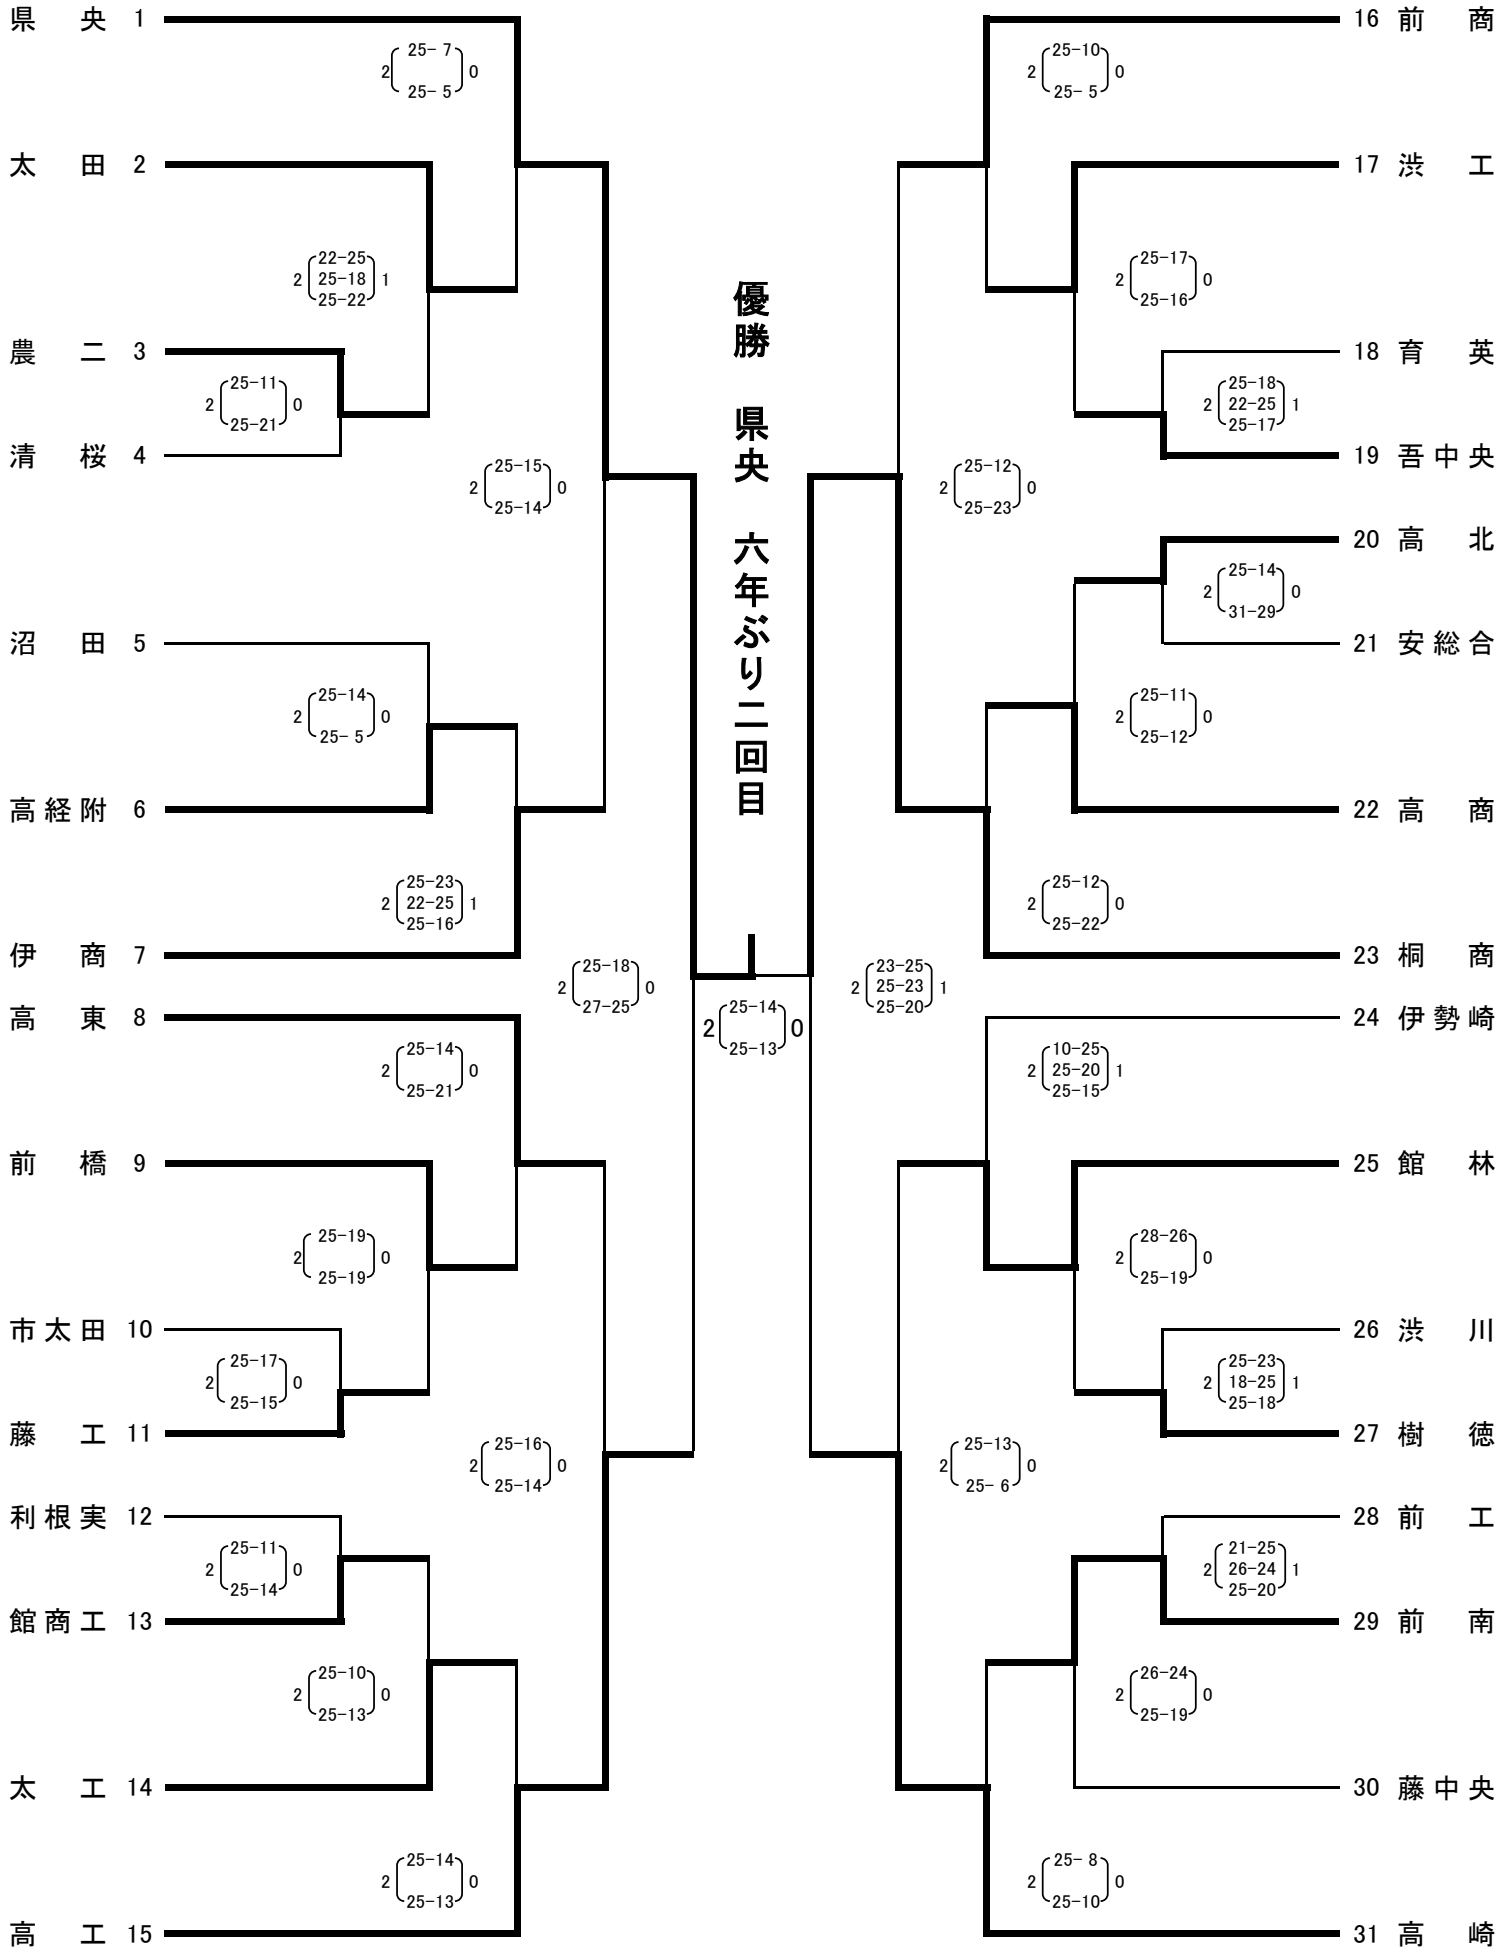 県央 1
25- 7
2 0
25- 5
太田 2
22-25
2 25-18 1
25-22
農二 3
25-11
2 0
25-21
清桜 4
25-15
2 0
25-14
沼田 5
25-14
2 0
25- 5
高経附 6
25-23
2 22-25 1
25-16
伊商 7
25-18
2 0
27-25
高東 8
25-14
2 0
25-21
前橋 9
25-19
2 0
25-19
市太田 10
25-17
2 0
25-15
藤工 11
25-16
2 0
25-14
利根実 12
25-11
2 0
25-14
館商工 13
25-10
2 0
25-13
太工 14
25-14
2 0
25-13
高工 15
優勝 県央 六年ぶり二回目
25-14
2 0
25-13
16 前商
25-10
2 0
25- 5
17 渋工
25-17
2 0
25-16
18 育英
25-18
2 22-25 1
25-17
19 吾中央
25-12
2 0
25-23
20 高北
25-14
2 0
31-29
21 安総合
25-11
2 0
25-12
22 高商
25-12
2 0
25-22
23 桐商
23-25
2 25-23 1
25-20
24 伊勢崎
10-25
2 25-20 1
25-15
25 館林
28-26
2 0
25-19
26 渋川
25-23
2 18-25 1
25-18
27 樹徳
25-13
2 0
25- 6
28 前工
21-25
2 26-24 1
25-20
29 前南
26-24
2 0
25-19
30 藤中央
25- 8
2 0
25-10
31 高崎